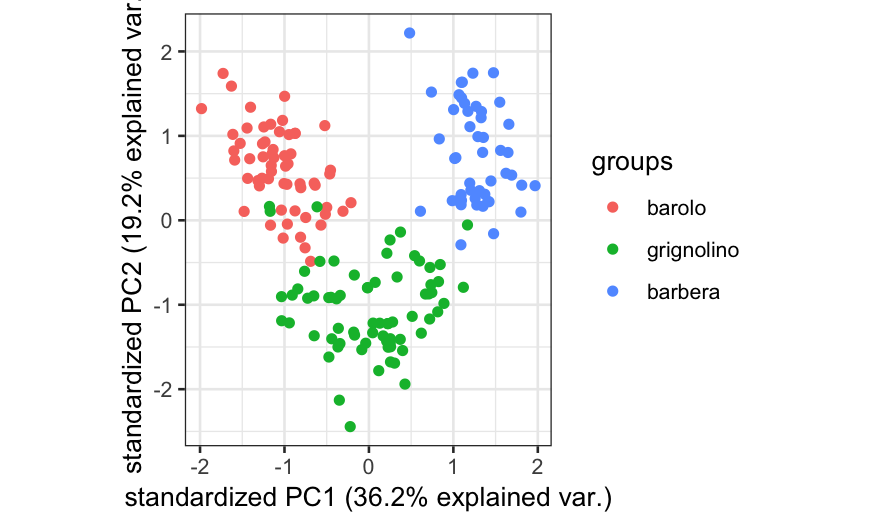 standardized PC2 (19.2% explained var.
2
1
0
-1
-2
-2 -1 0 1 2
standardized PC1 (36.2% explained var.)
groups
barolo
grignolino
barbera